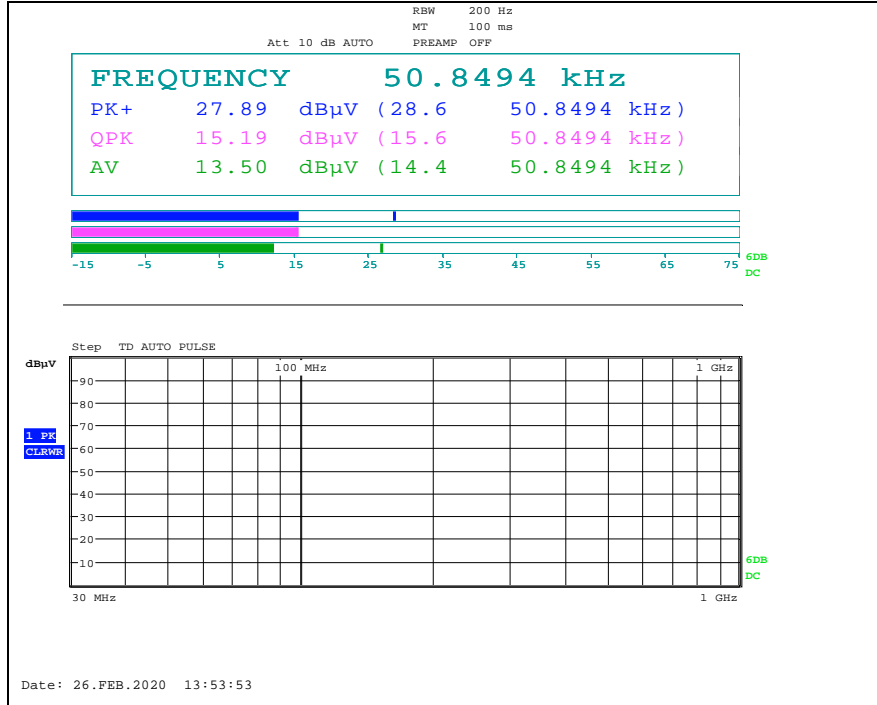 RBW 200 Hz
MT 100 ms
Att 10 dB AUTO PREAMP OFF
FREQUENCY 50.8494 kHz
PK+ 27.89 dBµV (28.6 50.8494 kHz)
QPK 15.19 dBµV (15.6 50.8494 kHz)
AV 13.50 dBµV (14.4 50.8494 kHz)
-15 -5 5 15 25 35 45 55 65 75
6DB
DC
Step TD AUTO PULSE
dBµV
100 MHz 1 GHz
90
80
70
1 PK
CLRWR
60
50
40
30
20
10
6DB
DC
30 MHz 1 GHz
Date: 26.FEB.2020 13:53:53